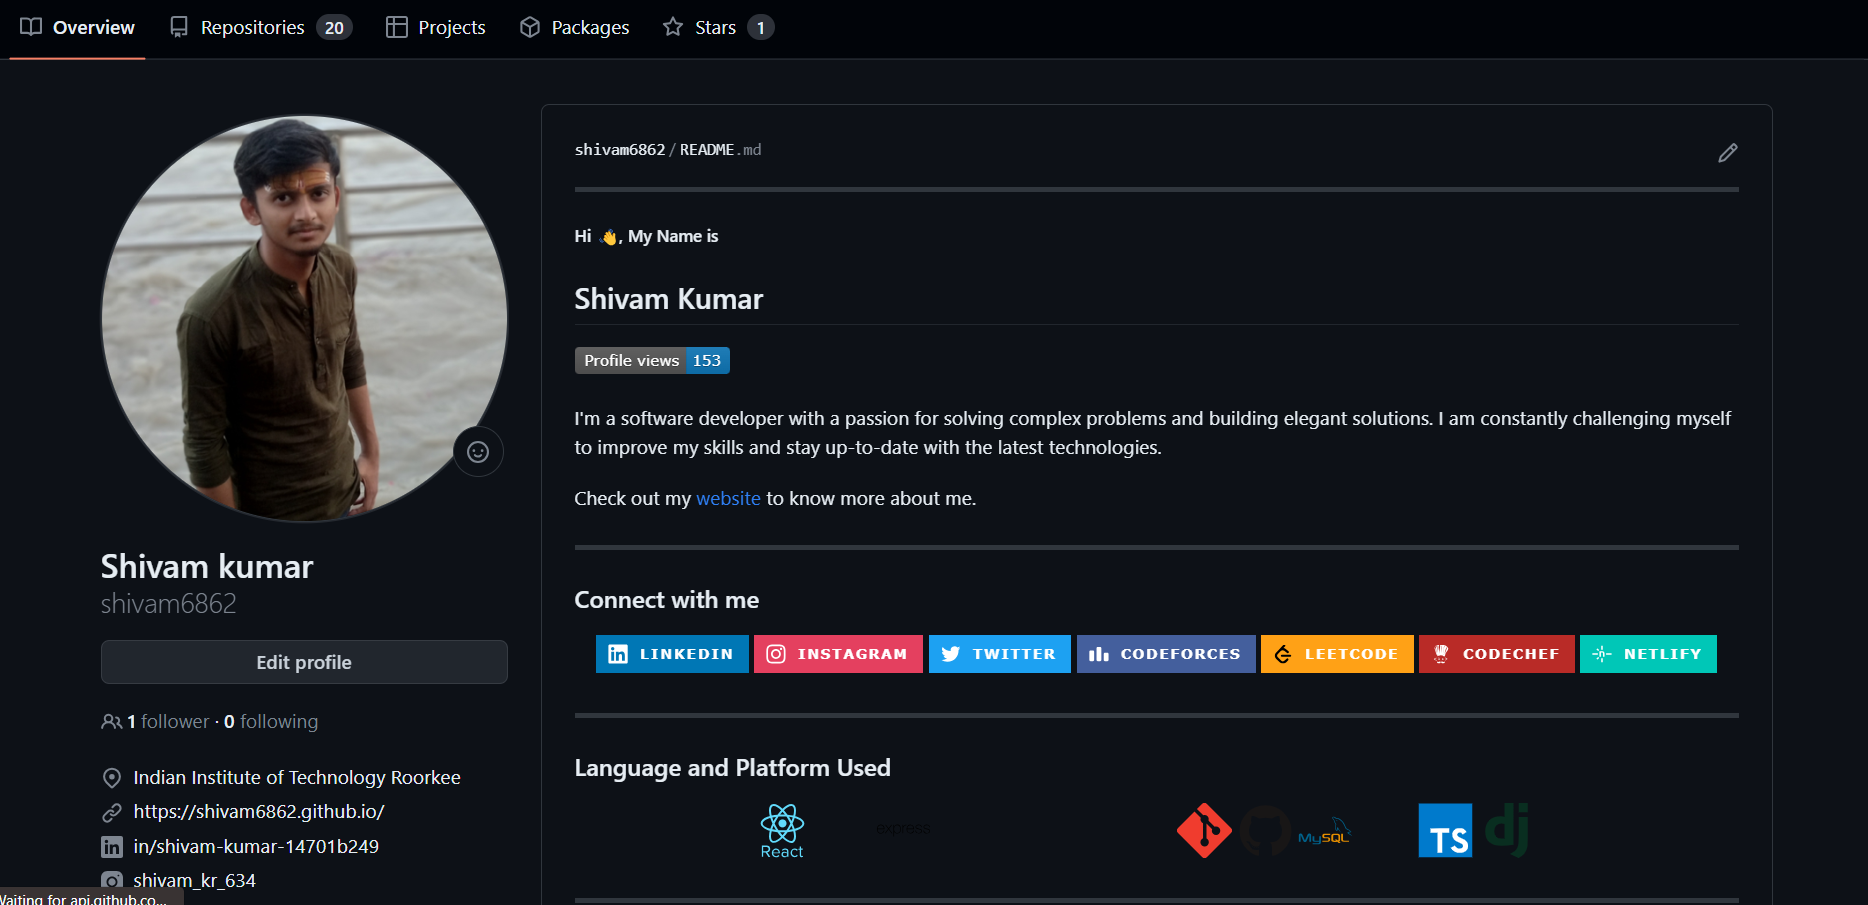 Overview Repositories 20 Projects Packages Stars 1
shivam6862/README.md
Hi 👋, My Name is
Shivam Kumar
Profile views 153
I'm a software developer with a passion for solving complex problems and building elegant solutions. I am constantly challenging myself
to improve my skills and stay up-to-date with the latest technologies.
Check out my website to know more about me.
Connect with me
LINKEDIN INSTAGRAM TWITTER CODEFORCES LEETCODE CODECHEF NETLIFY
Language and Platform Used
React
express
MySQL
TS
dj
Shivam kumar
shivam6862
Edit profile
1 follower · 0 following
Indian Institute of Technology Roorkee
https://shivam6862.github.io/
in/shivam-kumar-14701b249
shivam_kr_634
Waiting for api.github.co...